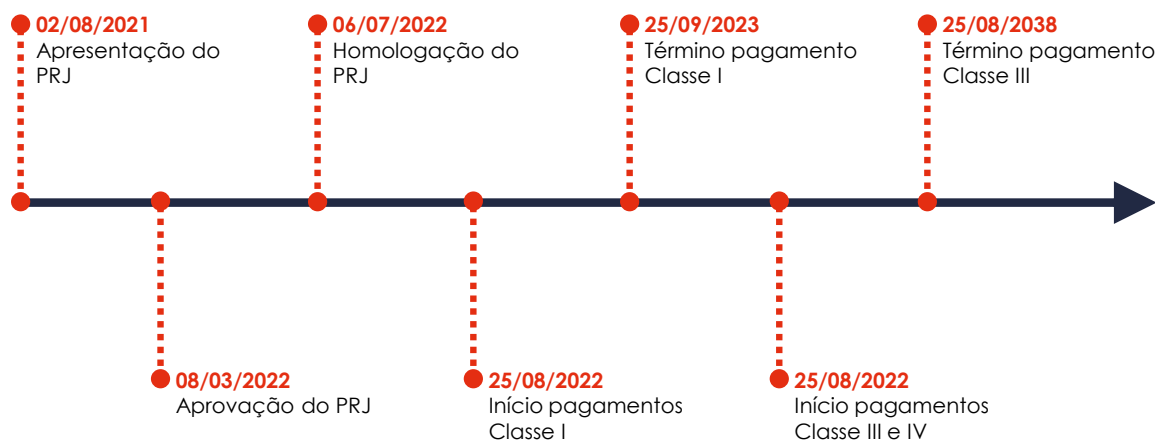 02/08/2021
Apresentação do
PRJ
06/07/2022
Homologação do
PRJ
25/09/2023
Término pagamento
Classe I
25/08/2038
Término pagamento
Classe III
08/03/2022
Aprovação do PRJ
25/08/2022
Início pagamentos
Classe I
25/08/2022
Início pagamentos
Classe III e IV